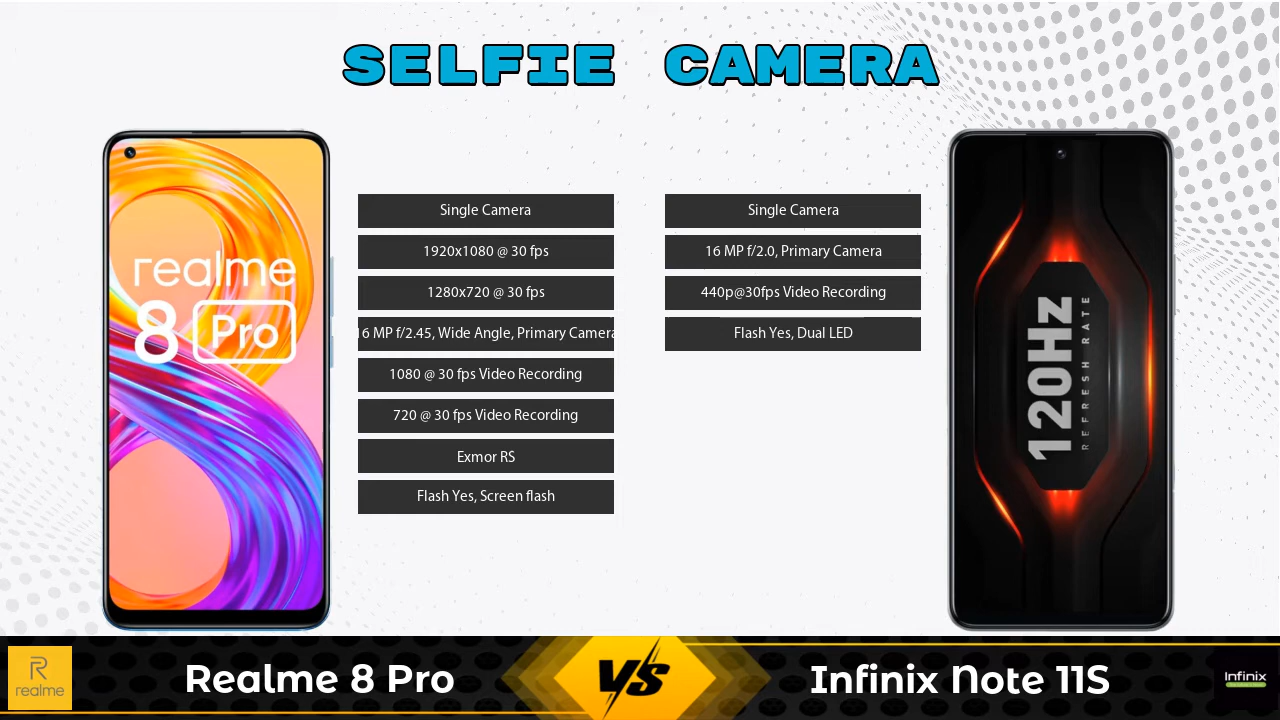 SELFIE CAMERA
realme
8 Pro
Single Camera
1920x1080 @ 30 fps
1280x720 @ 30 fps
16 MP f/2.45, Wide Angle, Primary Camera
1080 @ 30 fps Video Recording
720 @ 30 fps Video Recording
Exmor RS
Flash Yes, Screen flash
Single Camera
16 MP f/2.0, Primary Camera
440p@30fps Video Recording
Flash Yes, Dual LED
120Hz
REFRESH RATE
R
realme
Realme 8 Pro
VS
Infinix Note 11S
Infinix